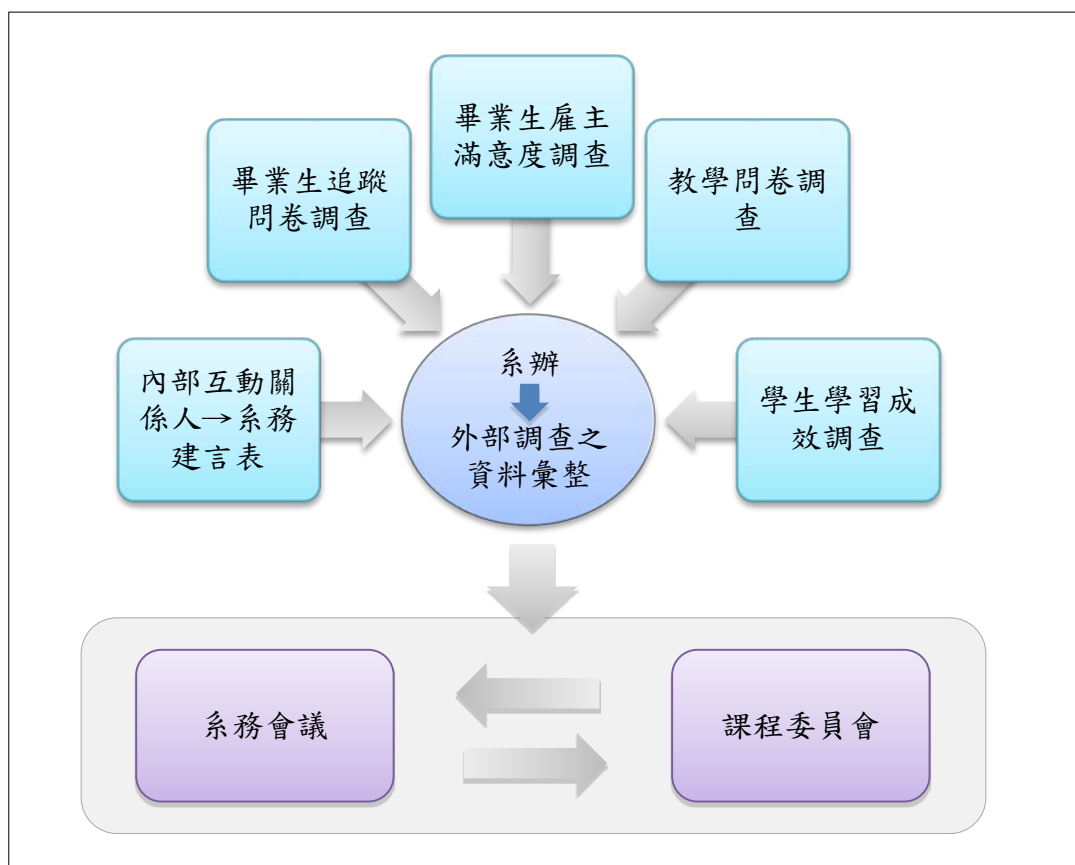 畢業生雇主
滿意度調查
畢業生追蹤
問卷調查
教學問卷調
查
內部互動關
係人→系務
建言表
系辦
外部調查之
資料彙整
學生學習成
效調查
系務會議
課程委員會